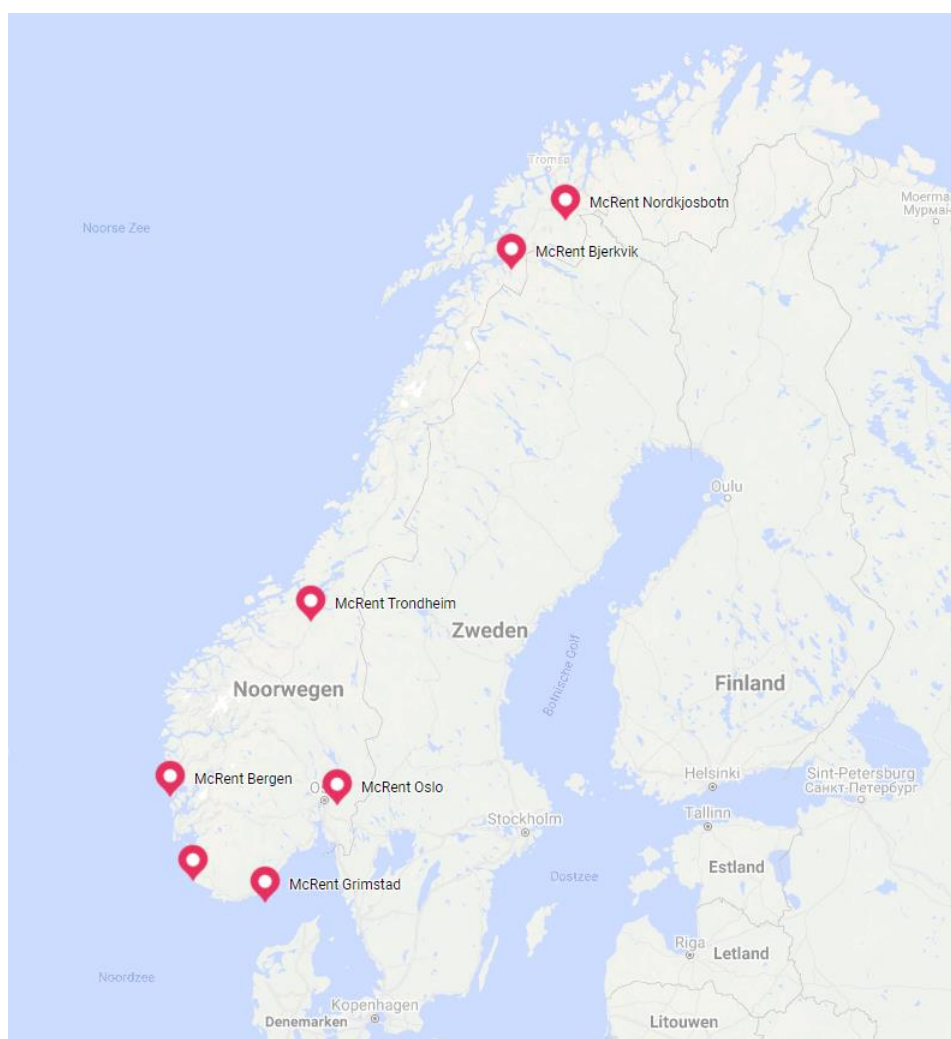 Tromsø
McRent Nordkjosbotn
Moerma
Мурман
Noorse Zee
McRent Bjerkvik
Oulu
McRent Trondheim
Zweden
Botnische Golf
Noorwegen
Finland
McRent Bergen
McRent Oslo
Helsinki
Sint-Petersburg
Санкт-Петербург
Stockholm
Tallinn
Estland
Oostzee
McRent Grimstad
Riga
Letland
Noordzee
Kopenhagen
Denemarken
Litouwen